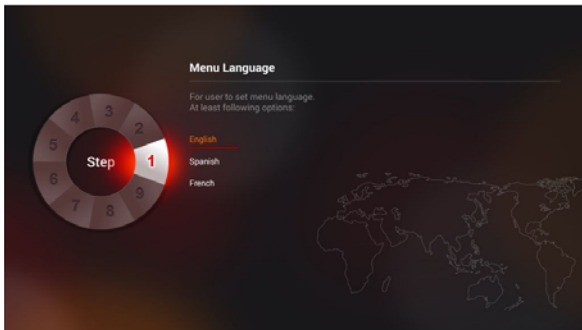 Menu Language
For user to set menu language.
At least following options:
English
Spanish
French
Step
1
2
3
4
5
6
7
8
9